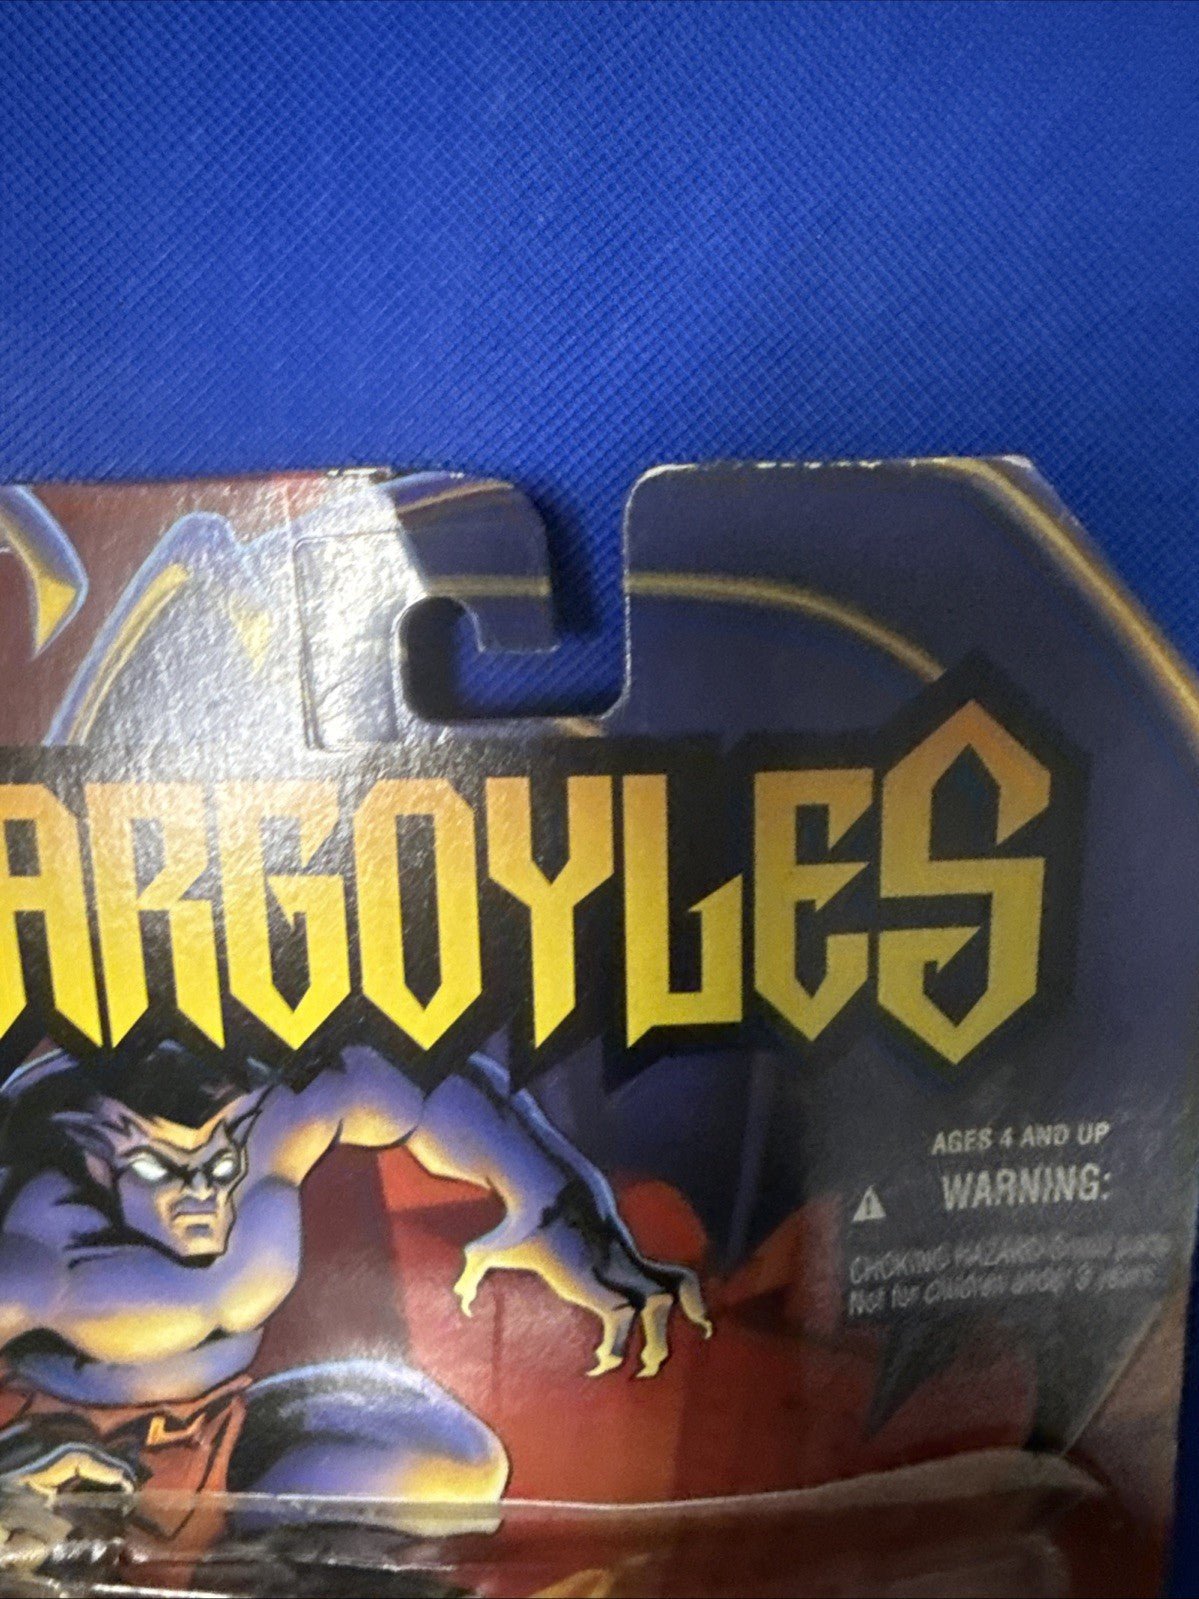 ARGOYLES
AGES 4 AND UP
WARNING:
CHOKING HAZARD-Small parts
Not for Children under 3 years